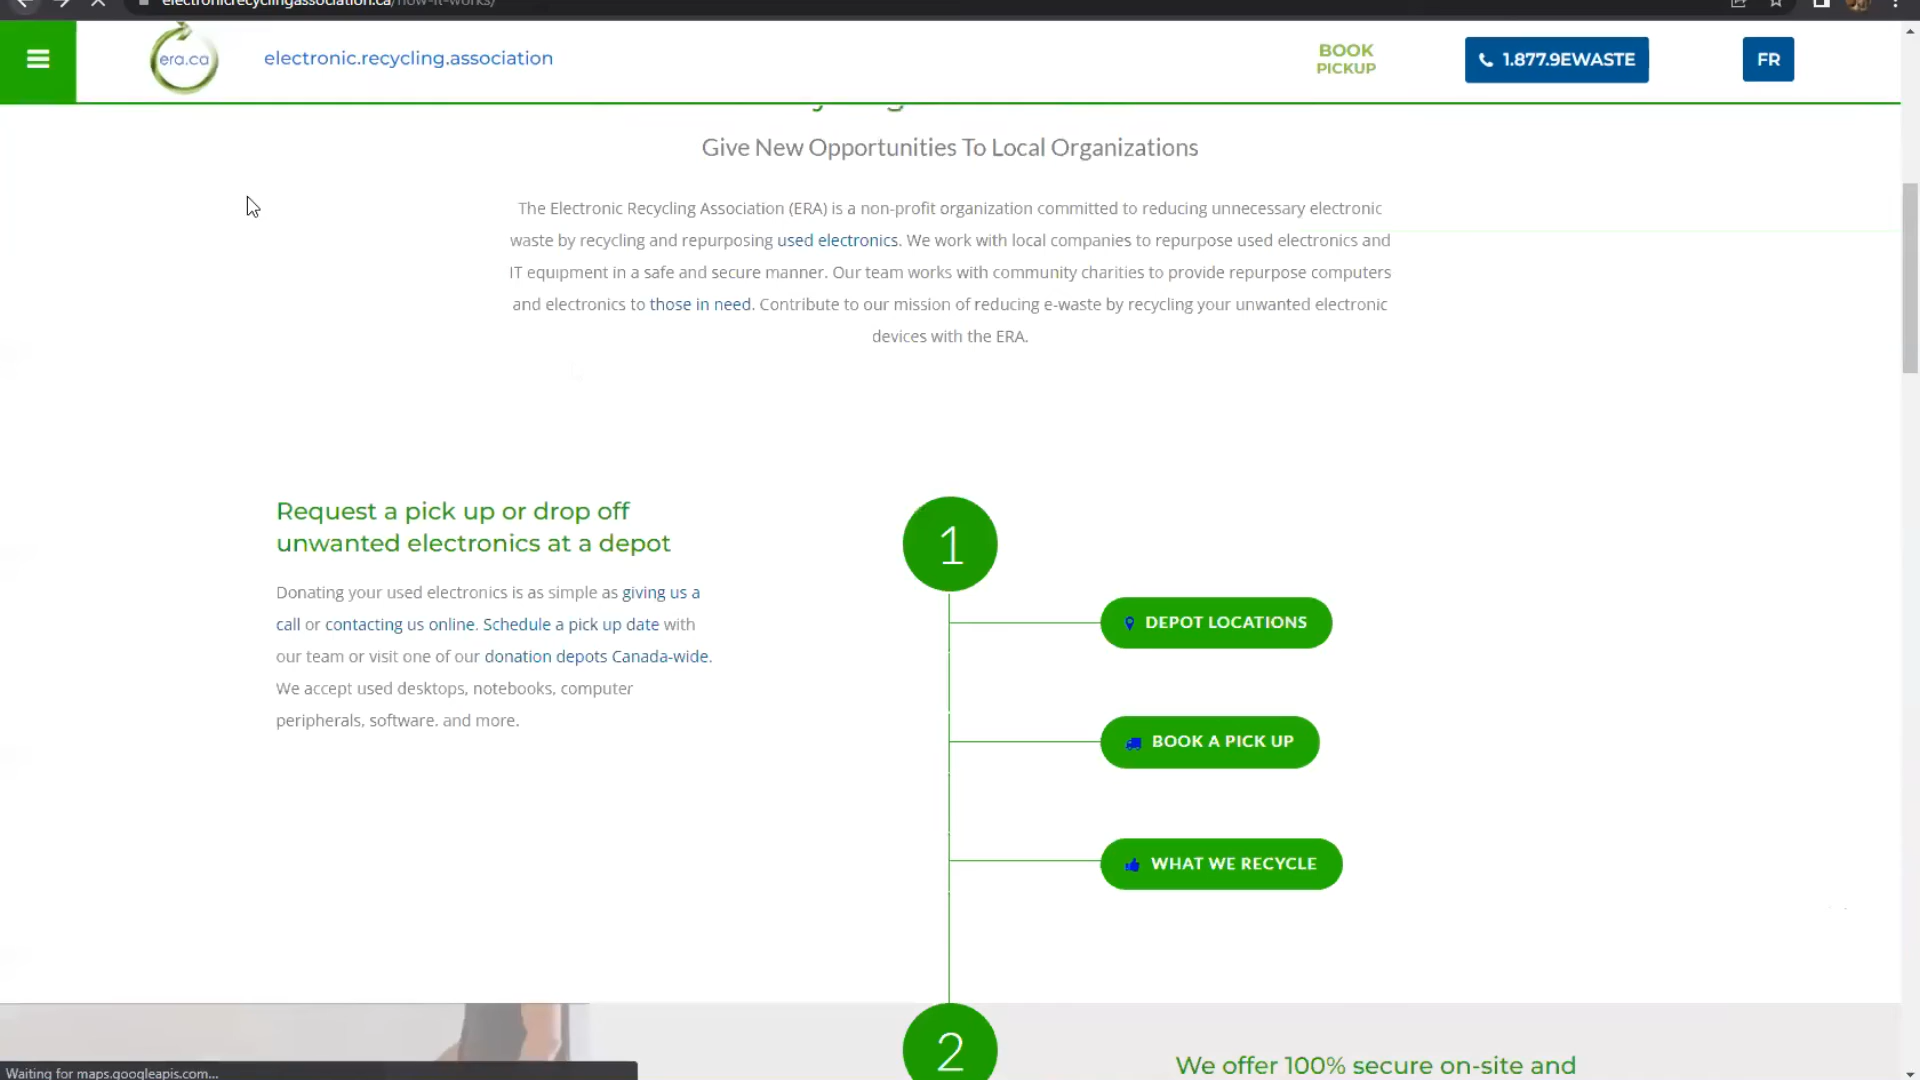 electronicrecyclingassociation.ca/how-it-works/
era.ca
electronic.recycling.association
BOOK
PICKUP
1.877.9EWASTE
FR
Give New Opportunities To Local Organizations
The Electronic Recycling Association (ERA) is a non-profit organization committed to reducing unnecessary electronic
waste by recycling and repurposing used electronics. We work with local companies to repurpose used electronics and
IT equipment in a safe and secure manner. Our team works with community charities to provide repurpose computers
and electronics to those in need. Contribute to our mission of reducing e-waste by recycling your unwanted electronic
devices with the ERA.
Request a pick up or drop off
unwanted electronics at a depot
Donating your used electronics is as simple as giving us a
call or contacting us online. Schedule a pick up date with
our team or visit one of our donation depots Canada-wide.
We accept used desktops, notebooks, computer
peripherals, software. and more.
1
DEPOT LOCATIONS
BOOK A PICK UP
WHAT WE RECYCLE
2
We offer 100% secure on-site and
Waiting for maps.googleapis.com...